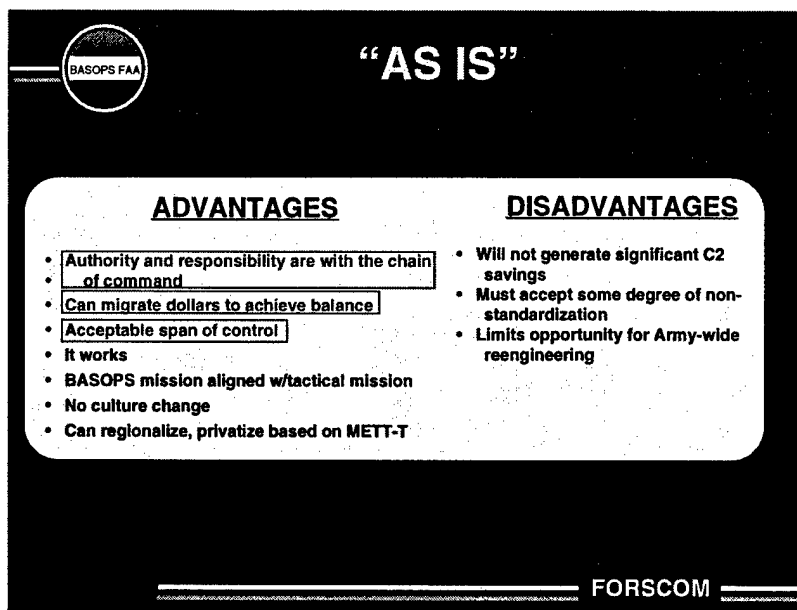 BASOPS FAA
“AS IS”
ADVANTAGES
• Authority and responsibility are with the chain
• of command
• Can migrate dollars to achieve balance
• Acceptable span of control
• It works
• BASOPS mission aligned w/tactical mission
• No culture change
• Can regionalize, privatize based on METT-T
DISADVANTAGES
• Will not generate significant C2
savings
• Must accept some degree of non-
standardization
• Limits opportunity for Army-wide
reengineering
FORSCOM